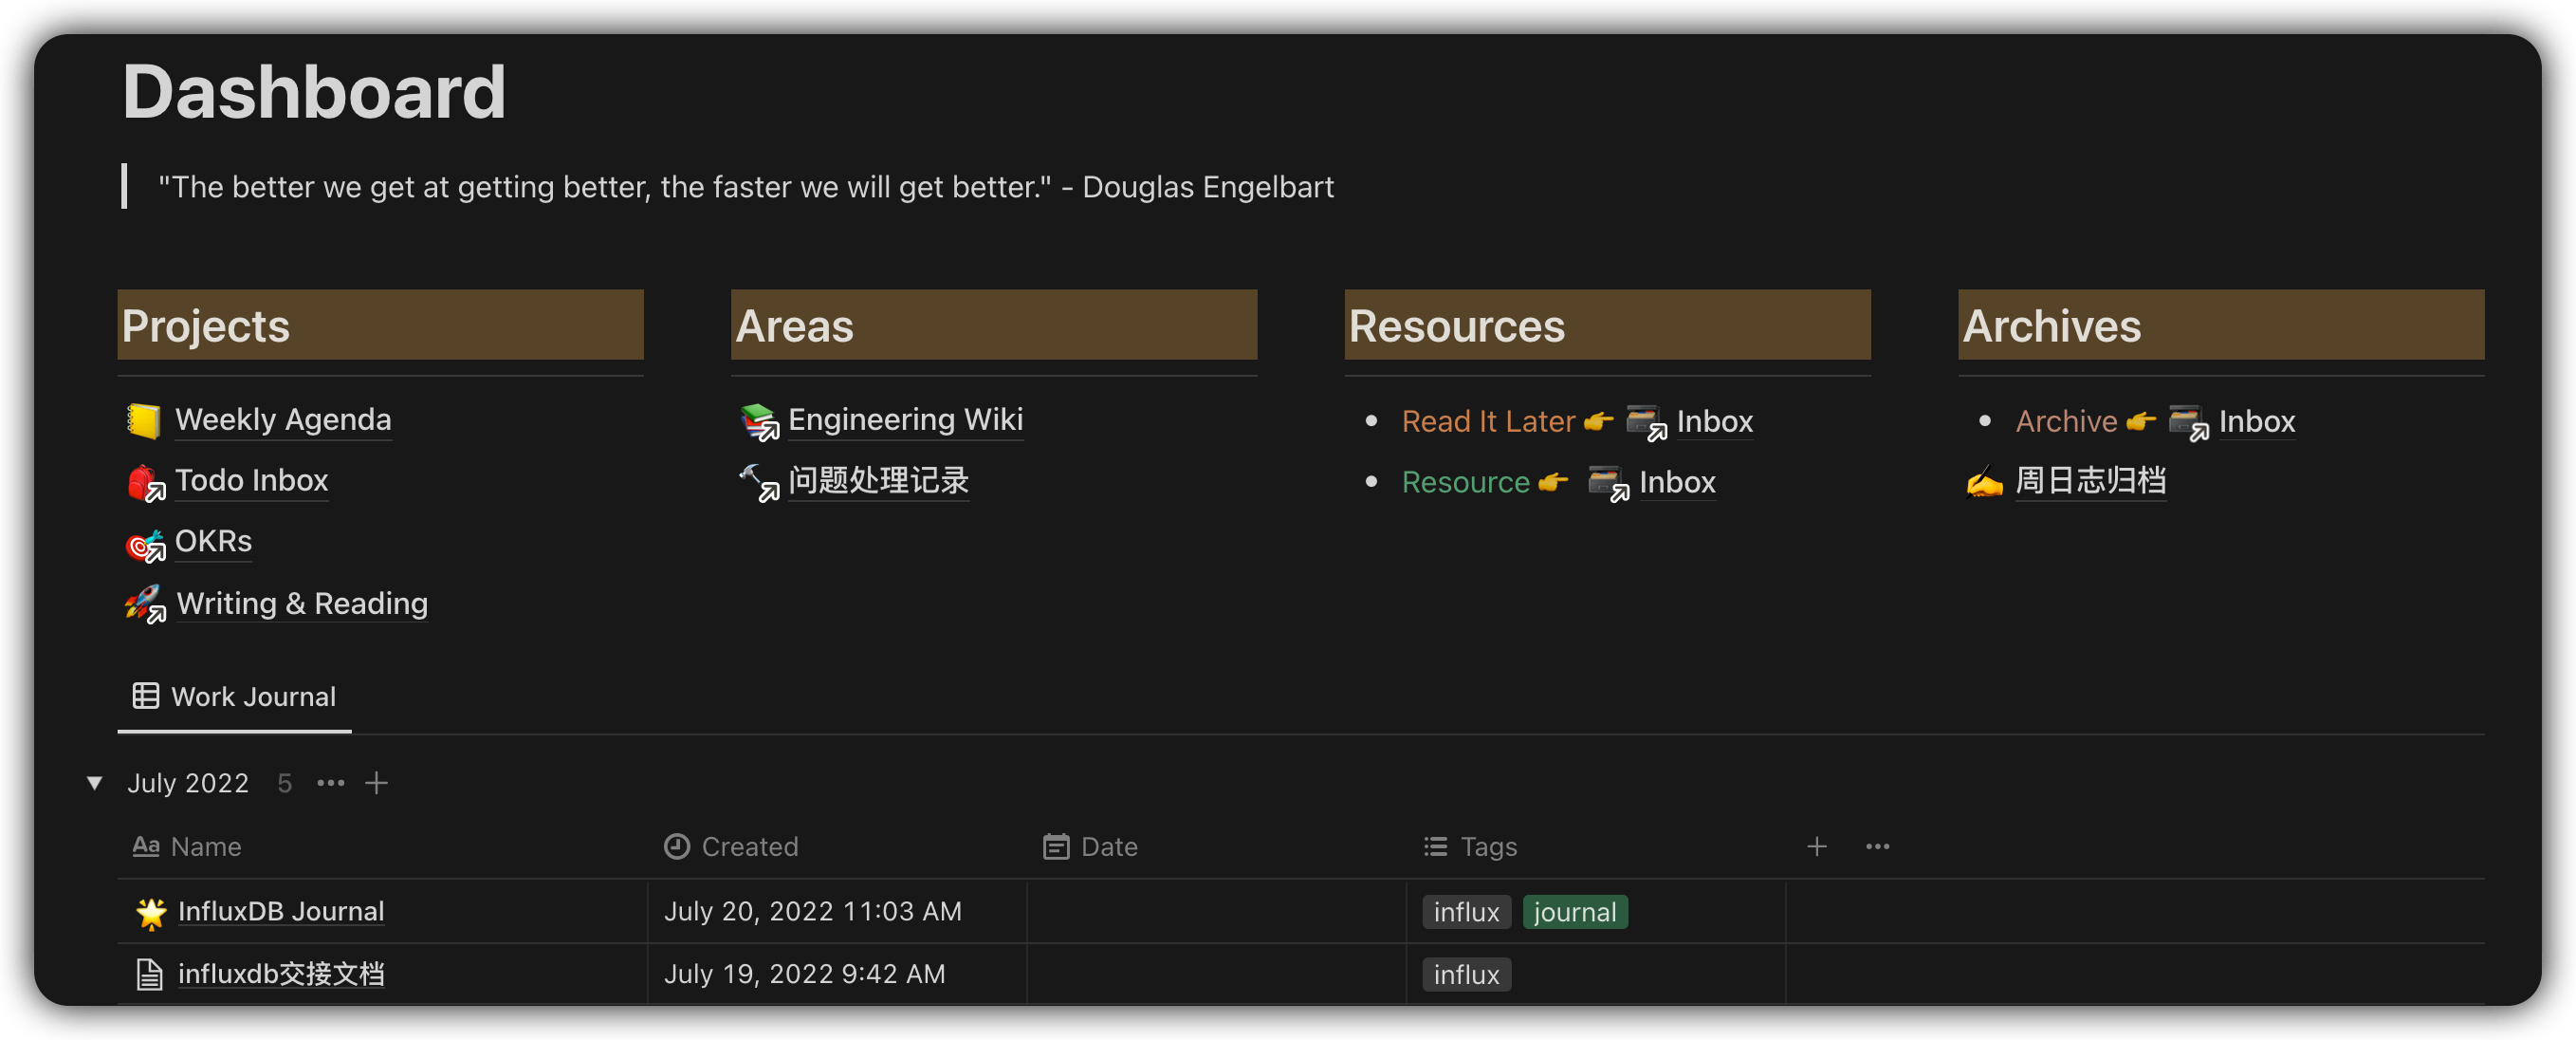 Dashboard
"The better we get at getting better, the faster we will get better." - Douglas Engelbart
Projects
Weekly Agenda
Todo Inbox
OKRs
Writing & Reading
Areas
Engineering Wiki
问题处理记录
Resources
Read It Later 👉 Inbox
Resource 👉 Inbox
Archives
Archive 👉 Inbox
周日志归档
Work Journal
July 2022 5
Aa Name Created Date Tags
InfluxDB Journal July 20, 2022 11:03 AM influx journal
influxdb交接文档 July 19, 2022 9:42 AM influx